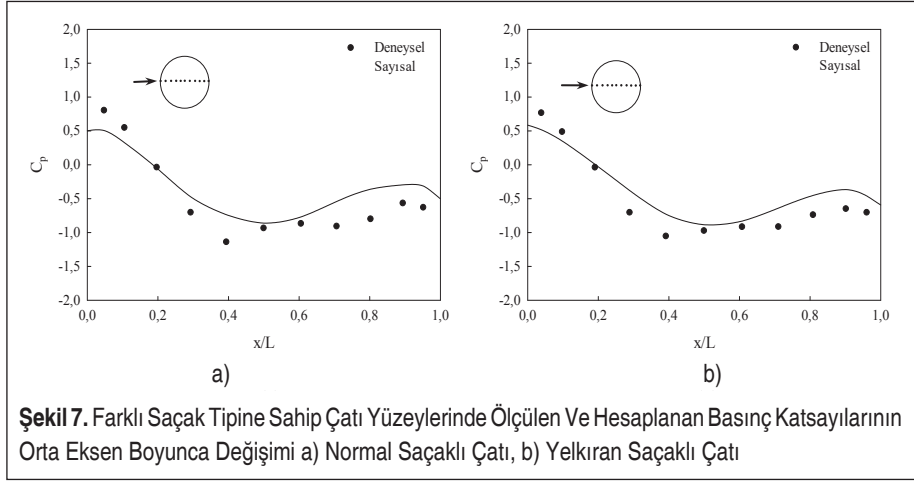 2,0
1,5
1,0
0,5
0,0
-0,5
-1,0
-1,5
-2,0
C_p
0,0 0,2 0,4 0,6 0,8 1,0
x/L
Deneysel
Sayısal
a)
2,0
1,5
1,0
0,5
0,0
-0,5
-1,0
-1,5
-2,0
C_p
0,0 0,2 0,4 0,6 0,8 1,0
x/L
Deneysel
Sayısal
b)
Şekil 7. Farklı Saçak Tipine Sahip Çatı Yüzeylerinde Ölçülen Ve Hesaplanan Basınç Katsayılarının
Orta Eksen Boyunca Değişimi a) Normal Saçaklı Çatı, b) Yelkıran Saçaklı Çatı